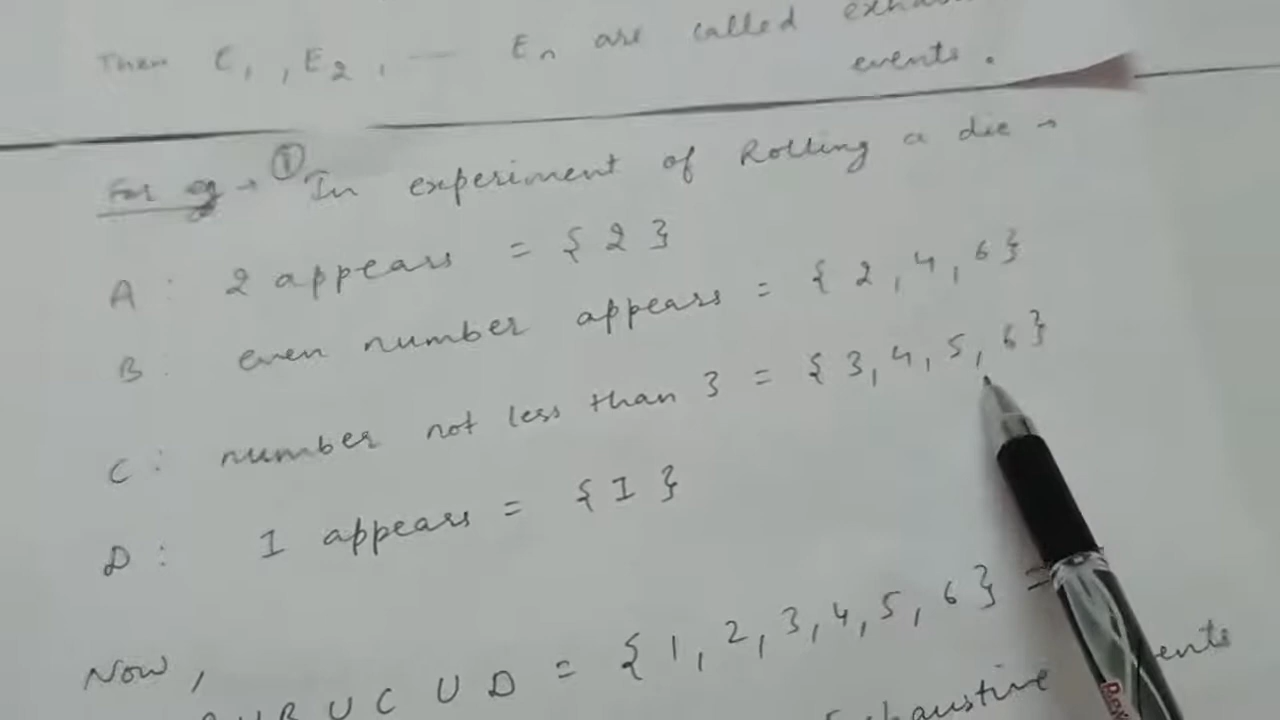 Then E1, E2, — En are called
events.
For eg → ① In experiment of Rolling a die →
A : 2 appears = { 2 }
B : even number appears = { 2, 4, 6 }
C : number not less than 3 = { 3, 4, 5, 6 }
D : 1 appears = { 1 }
Now,
U B U C U D = { 1, 2, 3, 4, 5, 6 } =
Exhaustive